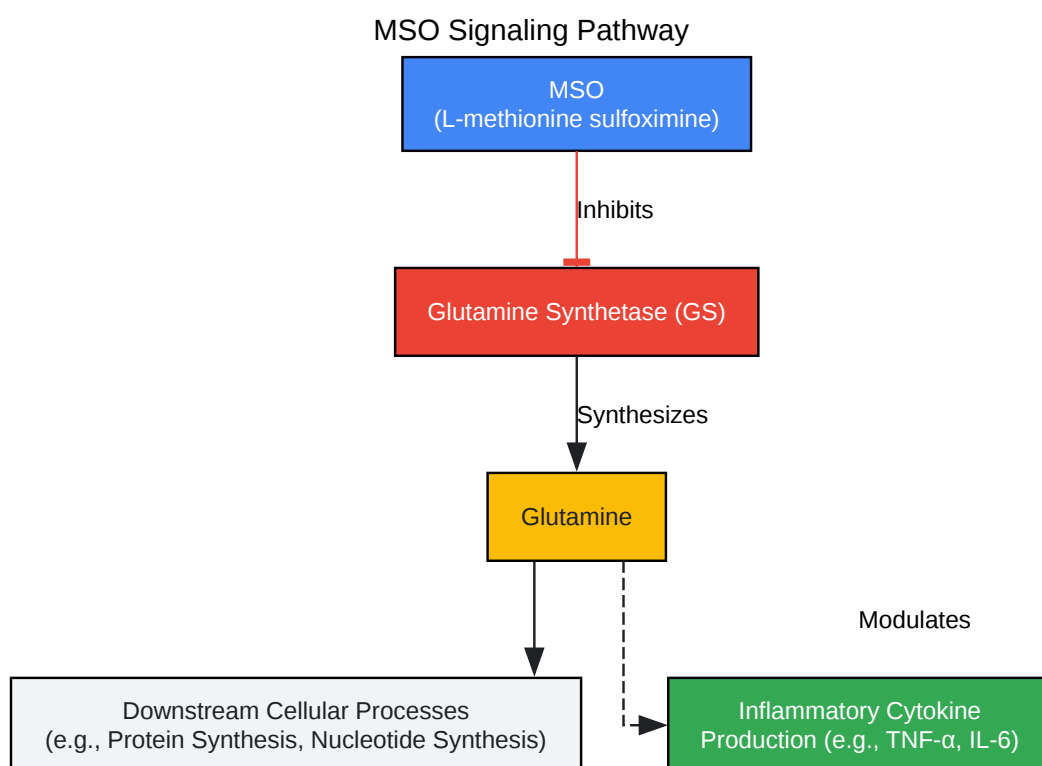 MSO Signaling Pathway
MSO
(L-methionine sulfoximine)
Inhibits
Glutamine Synthetase (GS)
Synthesizes
Glutamine
Modulates
Downstream Cellular Processes
(e.g., Protein Synthesis, Nucleotide Synthesis)
Inflammatory Cytokine
Production (e.g., TNF-α, IL-6)